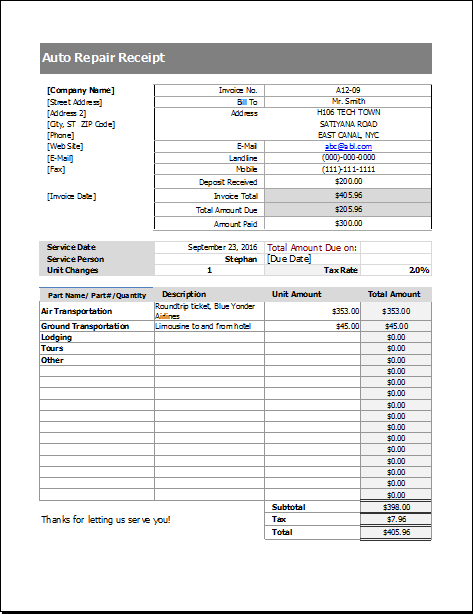 Auto Repair Receipt
[Company Name] Invoice No. A12-09
[Street Address] Bill To Mr. Smith
[Address 2] Address H106 TECH TOWN
[City, ST ZIP Code] SATIYANA ROAD
[Phone] EAST CANAL, NYC
[Web Site] E-Mail abc@abl.com
[E-Mail] Landline (000)-000-0000
[Fax] Mobile (111)-111-1111
Deposit Received $200.00
[Invoice Date] Invoice Total $405.96
Total Amount Due $205.96
Amount Paid $300.00
Service Date September 23, 2016 Total Amount Due on:
Service Person Stephan [Due Date]
Unit Changes 1 Tax Rate 2.0%
Part Name/ Part#/Quantity Description Unit Amount Total Amount
Air Transportation Roundtrip ticket, Blue Yonder Airlines $353.00 $353.00
Ground Transportation Limousine to and from hotel $45.00 $45.00
Lodging $0.00
Tours $0.00
Other $0.00
$0.00
$0.00
$0.00
$0.00
$0.00
$0.00
$0.00
$0.00
$0.00
$0.00
$0.00
$0.00
Subtotal $398.00
Thanks for letting us serve you! Tax $7.96
Total $405.96